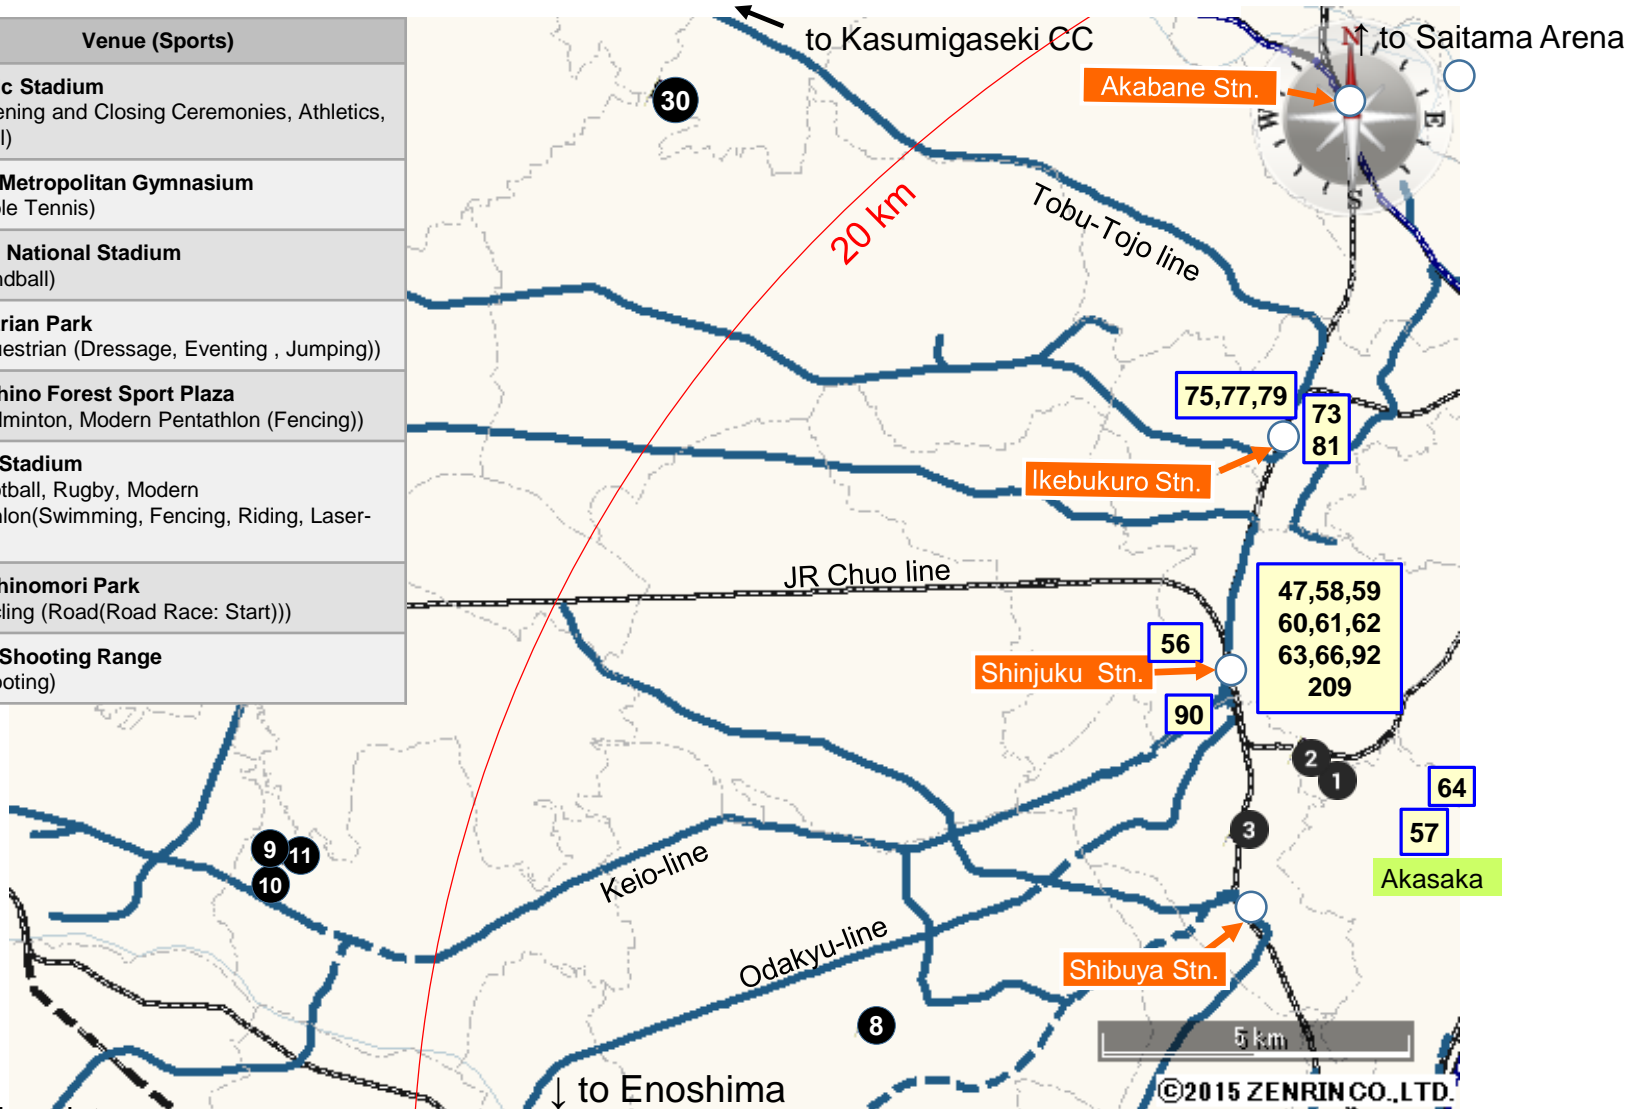 Venue (Sports)
c Stadium
ening and Closing Ceremonies, Athletics,
l)
Metropolitan Gymnasium
le Tennis)
National Stadium
ndball)
rian Park
uestrian (Dressage, Eventing , Jumping))
hino Forest Sport Plaza
dminton, Modern Pentathlon (Fencing))
Stadium
otball, Rugby, Modern
hlon(Swimming, Fencing, Riding, Laser-
hinomori Park
cling (Road(Road Race: Start)))
Shooting Range
ooting)
to Kasumigaseki CC
↑ to Saitama Arena
N
W
E
S
Akabane Stn.
30
20 km
Tobu-Tojo line
75,77,79
73
81
Ikebukuro Stn.
JR Chuo line
47,58,59
60,61,62
63,66,92
209
56
Shinjuku Stn.
90
2
1
64
57
3
Akasaka
9
11
10
Keio-line
Odakyu-line
Shibuya Stn.
8
5 km
↓ to Enoshima
©2015 ZENRIN CO.,LTD.